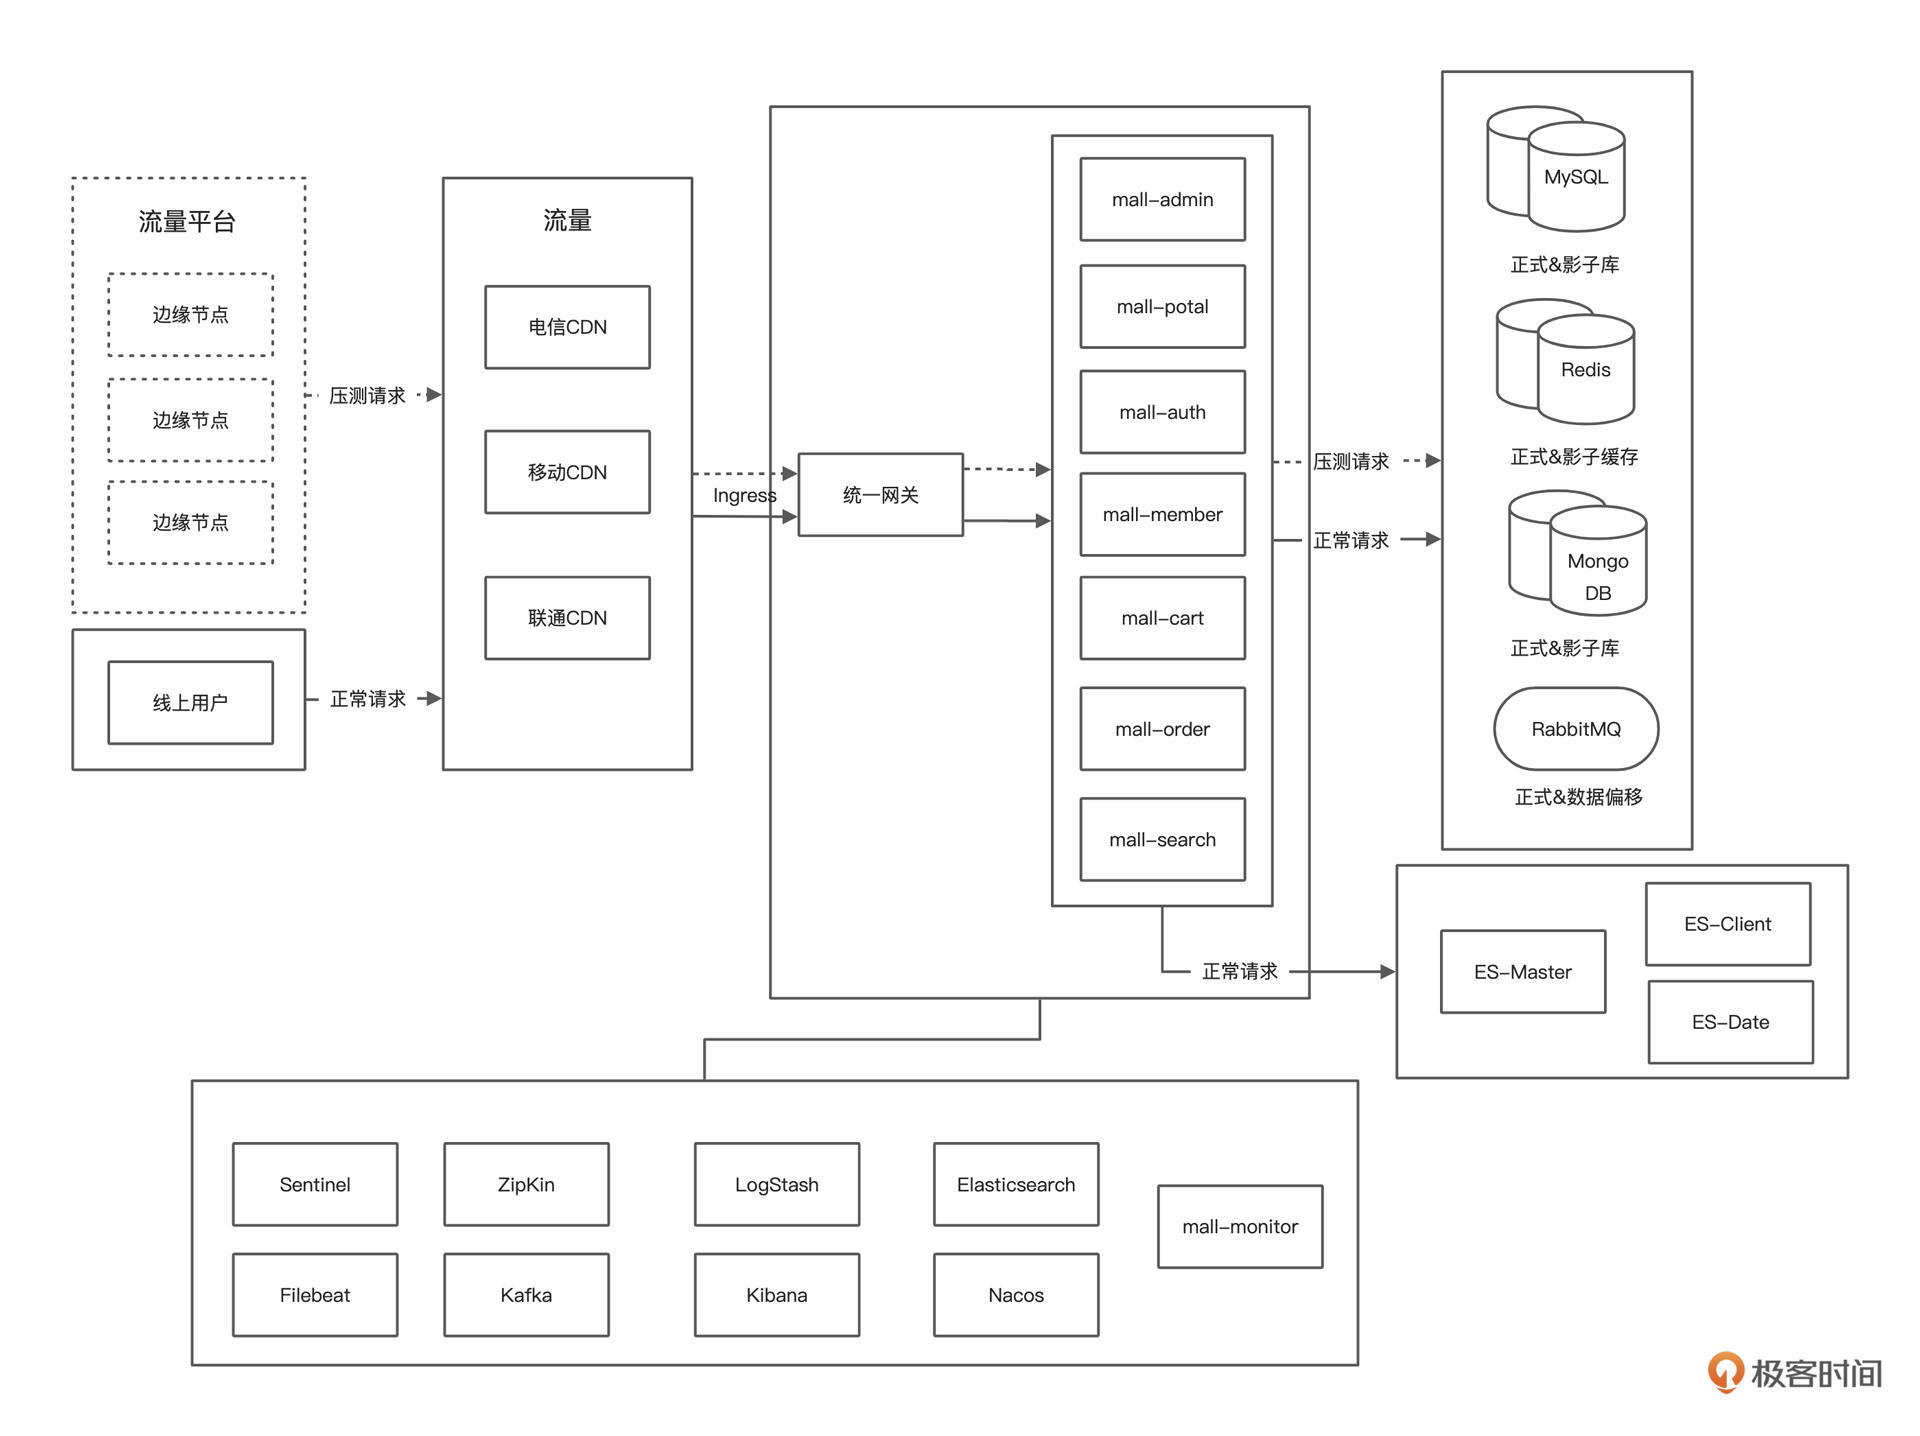 流量平台
边缘节点
边缘节点
边缘节点
线上用户
压测请求
正常请求
流量
电信CDN
移动CDN
联通CDN
Ingress
统一网关
mall-admin
mall-potal
mall-auth
mall-member
mall-cart
mall-order
mall-search
压测请求
正常请求
正常请求
MySQL
正式&影子库
Redis
正式&影子缓存
Mongo
DB
正式&影子库
RabbitMQ
正式&数据偏移
ES-Master
ES-Client
ES-Date
Sentinel
ZipKin
LogStash
Elasticsearch
mall-monitor
Filebeat
Kafka
Kibana
Nacos
极客时间